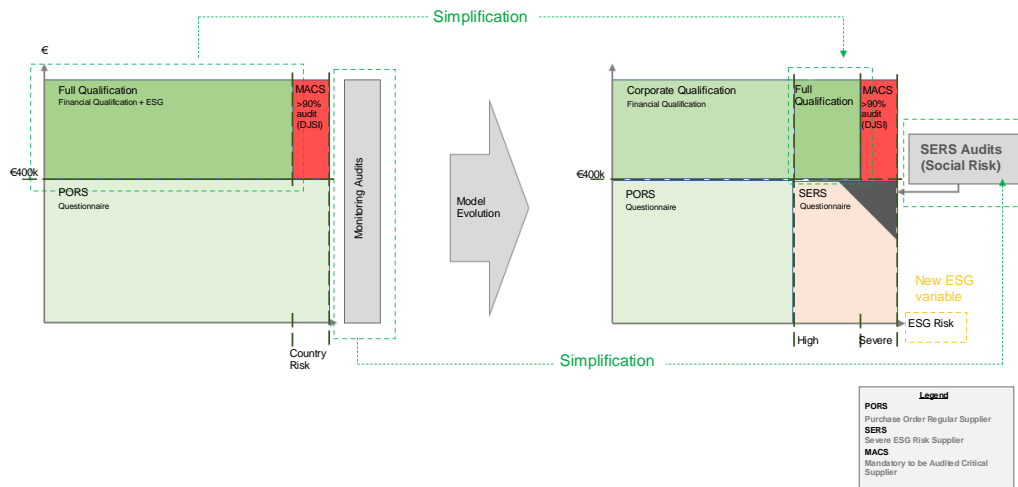 Simplification
€
Full Qualification
Financial Qualification + ESG
MACS
>90%
audit
(DJSI)
€400k
PORS
Questionnaire
Monitoring Audits
Country
Risk
Model
Evolution
Corporate Qualification
Financial Qualification
Full
Qualification
MACS
>90%
audit
(DJSI)
SERS Audits
(Social Risk)
€400k
PORS
Questionnaire
SERS
Questionnaire
New ESG
variable
ESG Risk
High
Severe
Simplification
Legend
PORS
Purchase Order Regular Supplier
SERS
Severe ESG Risk Supplier
MACS
Mandatory to be Audited Critical
Supplier